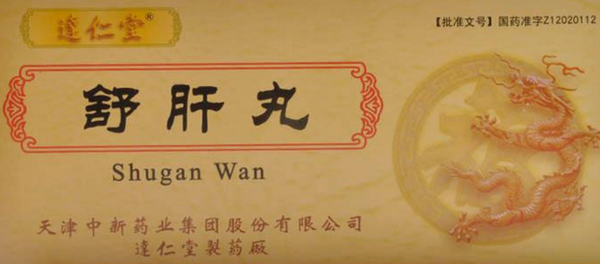 達仁堂®
【批准文号】国药准字Z12020112
舒肝丸
Shugan Wan
天津中新药业集团股份有限公司
達仁堂製药廠